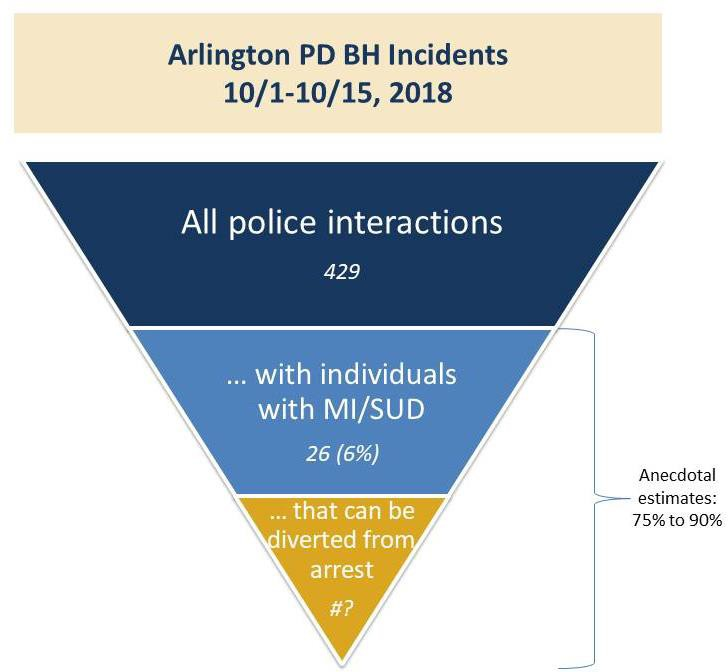 Arlington PD BH Incidents
10/1-10/15, 2018
All police interactions
429
... with individuals
with MI/SUD
26 (6%)
... that can be
diverted from
arrest
#?
Anecdotal
estimates:
75% to 90%